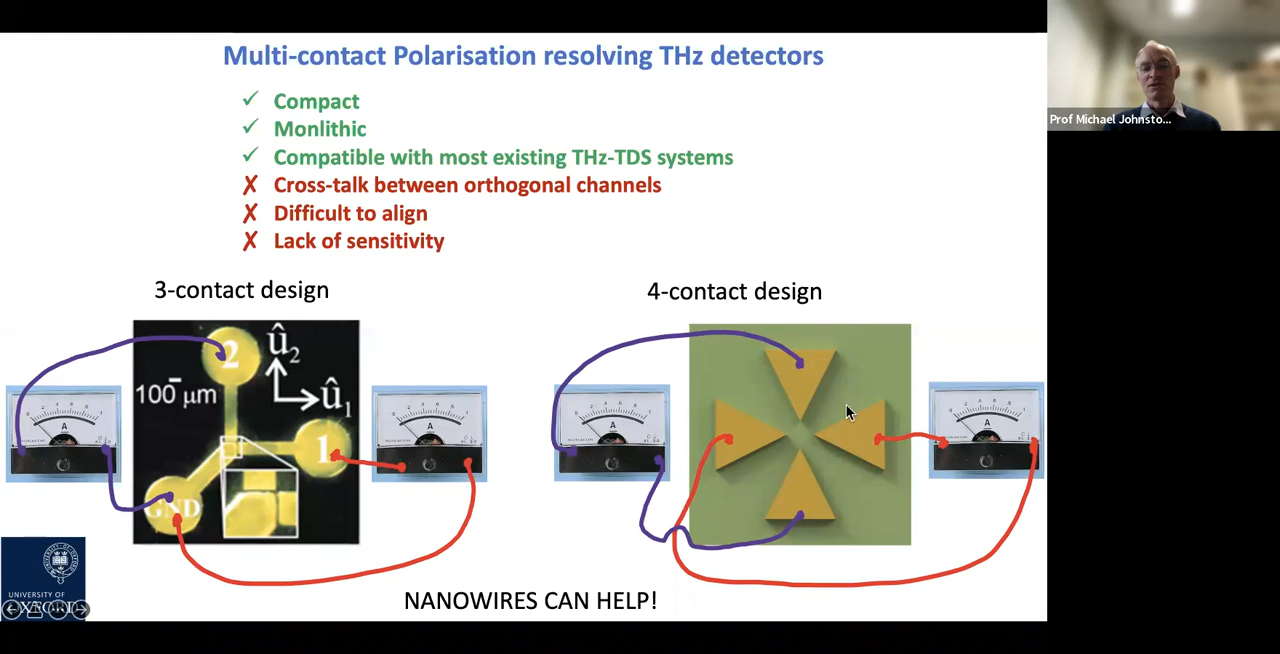 Multi-contact Polarisation resolving THz detectors
✓ Compact
✓ Monlithic
✓ Compatible with most existing THz-TDS systems
✗ Cross-talk between orthogonal channels
✗ Difficult to align
✗ Lack of sensitivity
Prof Michael Johnsto...
3-contact design
4-contact design
2
û₂
100 μm
û₁
1
GND
A
A
A
A
UNIVERSITY OF
OXFORD
NANOWIRES CAN HELP!